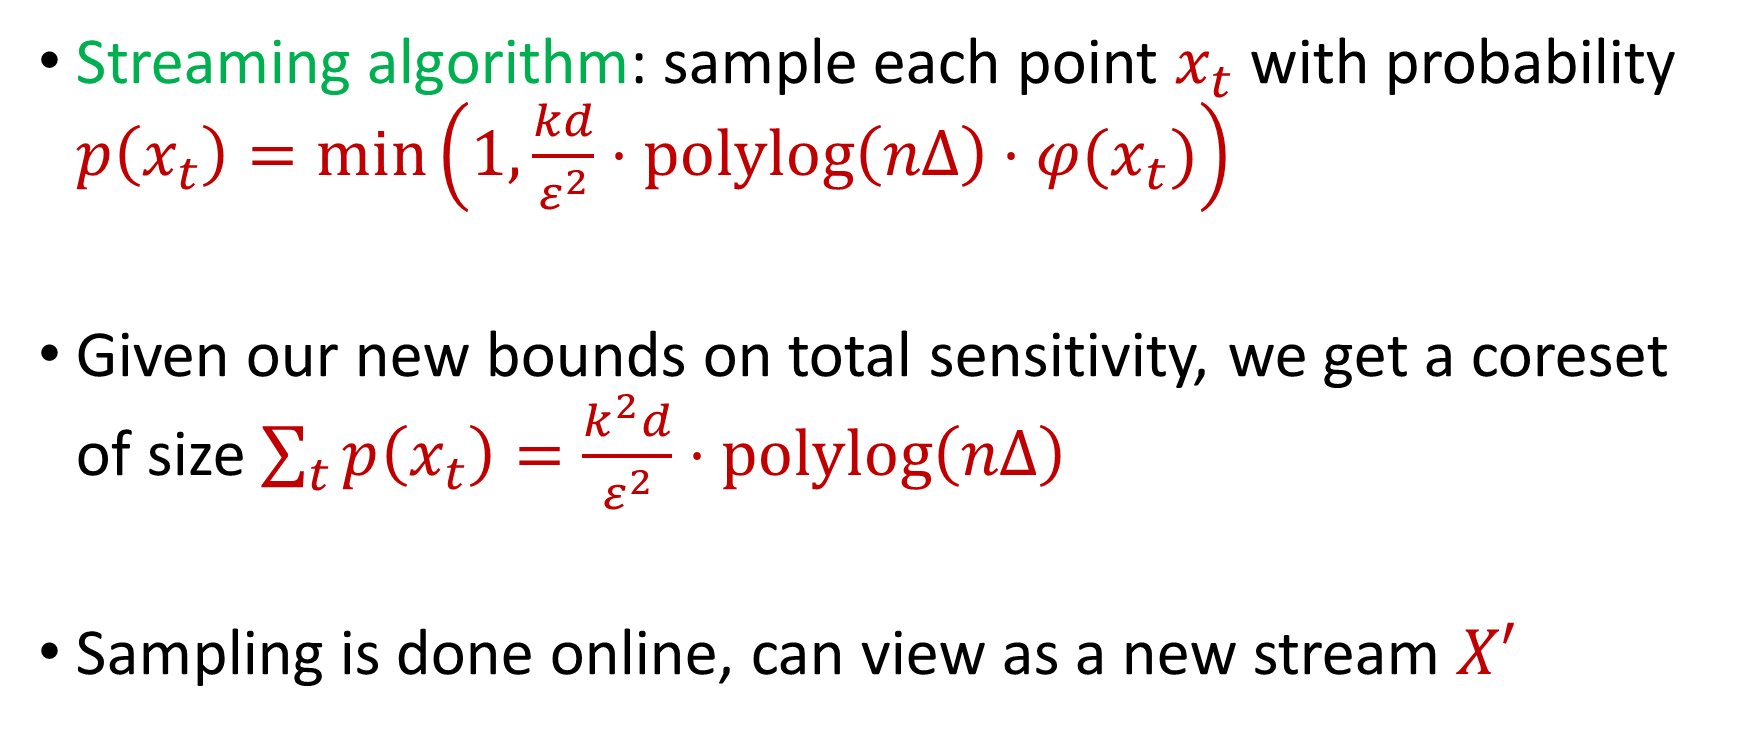 • Streaming algorithm: sample each point x_t with probability
p(x_t) = min(1, kd/ε² · polylog(nΔ) · φ(x_t))
• Given our new bounds on total sensitivity, we get a coreset
of size ∑_t p(x_t) = k²d/ε² · polylog(nΔ)
• Sampling is done online, can view as a new stream X′